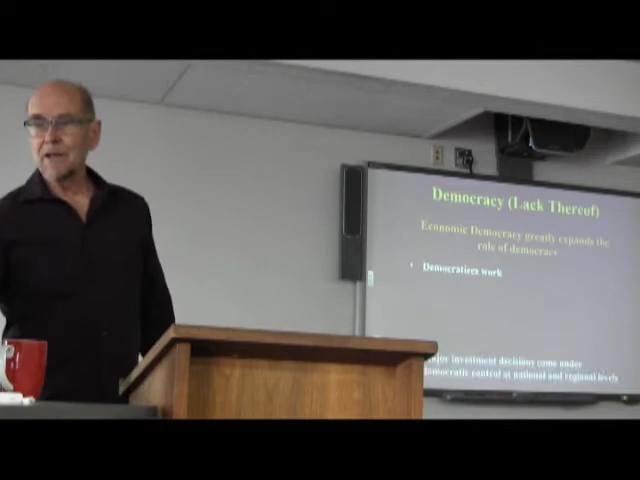 Democracy (Lack Thereof)
Economic Democracy greatly expands the
role of democracy
• Democratizes work
investment decisions come under
democratic control at national and regional levels